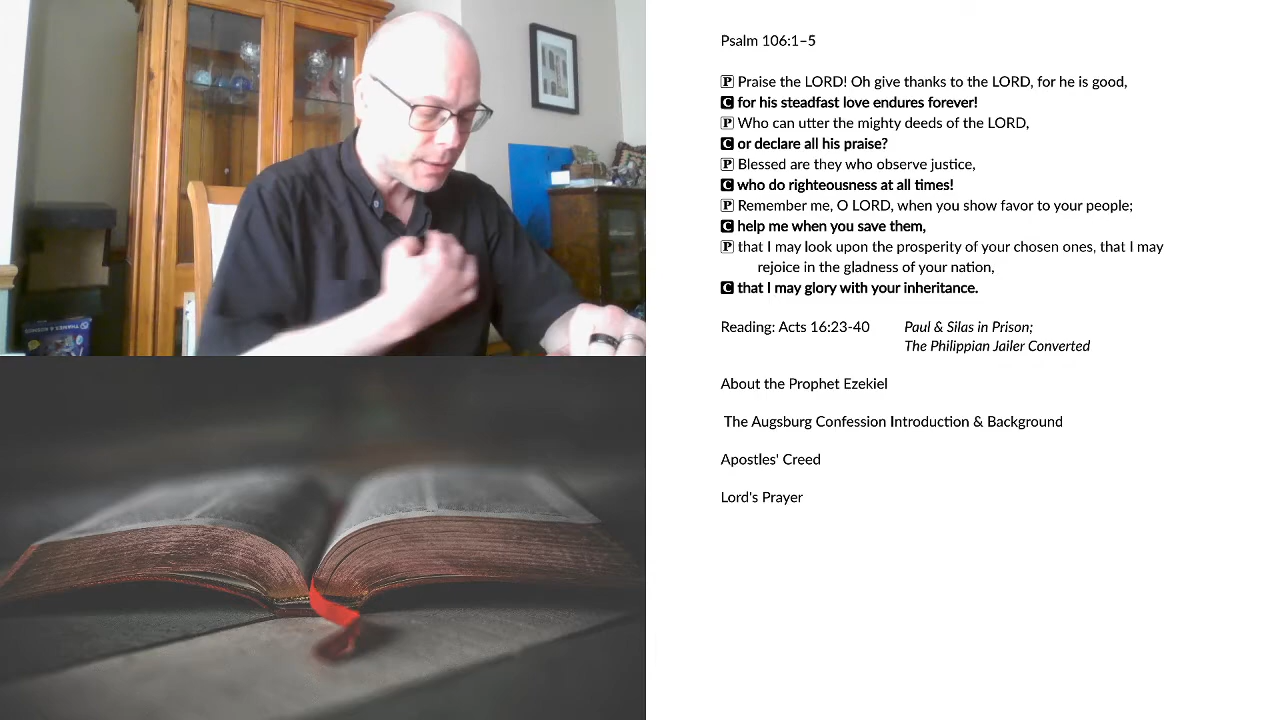 Psalm 106:1–5
P Praise the LORD! Oh give thanks to the LORD, for he is good,
C for his steadfast love endures forever!
P Who can utter the mighty deeds of the LORD,
C or declare all his praise?
P Blessed are they who observe justice,
C who do righteousness at all times!
P Remember me, O LORD, when you show favor to your people;
C help me when you save them,
P that I may look upon the prosperity of your chosen ones, that I may
rejoice in the gladness of your nation,
C that I may glory with your inheritance.
Reading: Acts 16:23-40 Paul & Silas in Prison;
The Philippian Jailer Converted
About the Prophet Ezekiel
The Augsburg Confession Introduction & Background
Apostles' Creed
Lord's Prayer